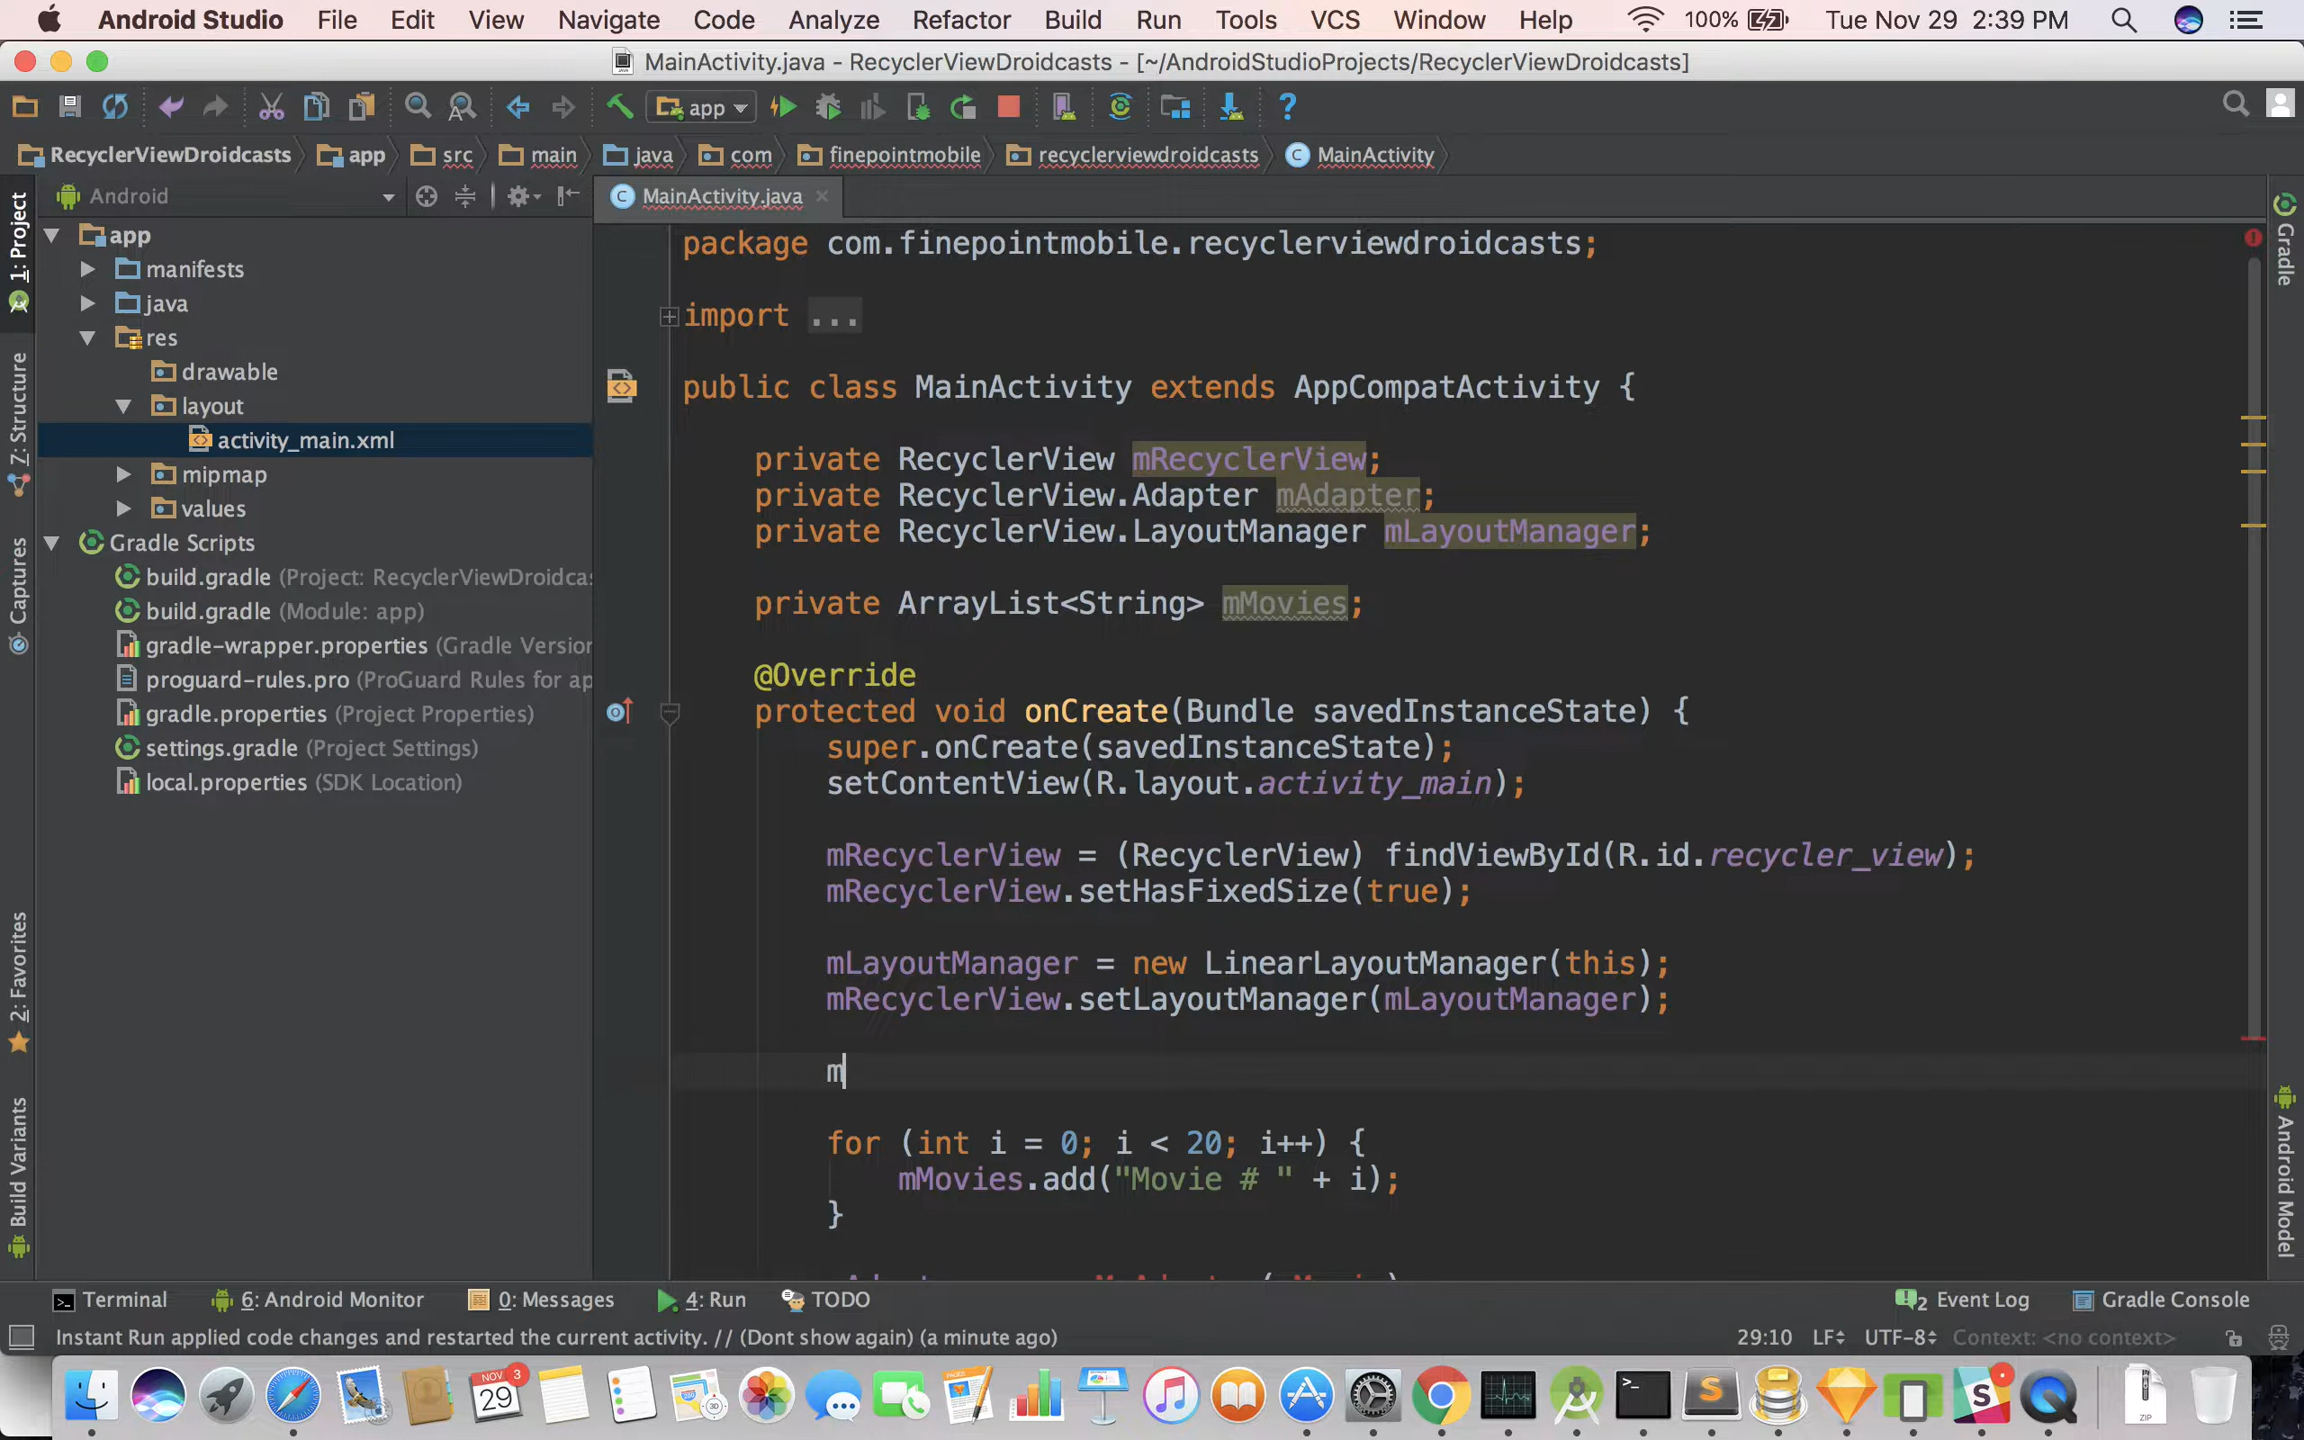 Android Studio File Edit View Navigate Code Analyze Refactor Build Run Tools VCS Window Help 100% Tue Nov 29 2:39 PM
MainActivity.java - RecyclerViewDroidcasts - [~/AndroidStudioProjects/RecyclerViewDroidcasts]
app
RecyclerViewDroidcasts app src main java com finepointmobile recyclerviewdroidcasts MainActivity
Android
MainActivity.java
1: Project
7: Structure
Captures
2: Favorites
Build Variants
app
manifests
java
res
drawable
layout
activity_main.xml
mipmap
values
Gradle Scripts
build.gradle (Project: RecyclerViewDroidcas
build.gradle (Module: app)
gradle-wrapper.properties (Gradle Version
proguard-rules.pro (ProGuard Rules for ap
gradle.properties (Project Properties)
settings.gradle (Project Settings)
local.properties (SDK Location)
package com.finepointmobile.recyclerviewdroidcasts;
import ...
public class MainActivity extends AppCompatActivity {
private RecyclerView mRecyclerView;
private RecyclerView.Adapter mAdapter;
private RecyclerView.LayoutManager mLayoutManager;
private ArrayList<String> mMovies;
@Override
protected void onCreate(Bundle savedInstanceState) {
super.onCreate(savedInstanceState);
setContentView(R.layout.activity_main);
mRecyclerView = (RecyclerView) findViewById(R.id.recycler_view);
mRecyclerView.setHasFixedSize(true);
mLayoutManager = new LinearLayoutManager(this);
mRecyclerView.setLayoutManager(mLayoutManager);
m
for (int i = 0; i < 20; i++) {
mMovies.add("Movie # " + i);
}
Gradle
Android Model
Terminal 6: Android Monitor 0: Messages 4: Run TODO 2 Event Log Gradle Console
Instant Run applied code changes and restarted the current activity. // (Dont show again) (a minute ago) 29:10 LF UTF-8 Context: <no context>
NOV
29
3
3D
PAGES
ZIP